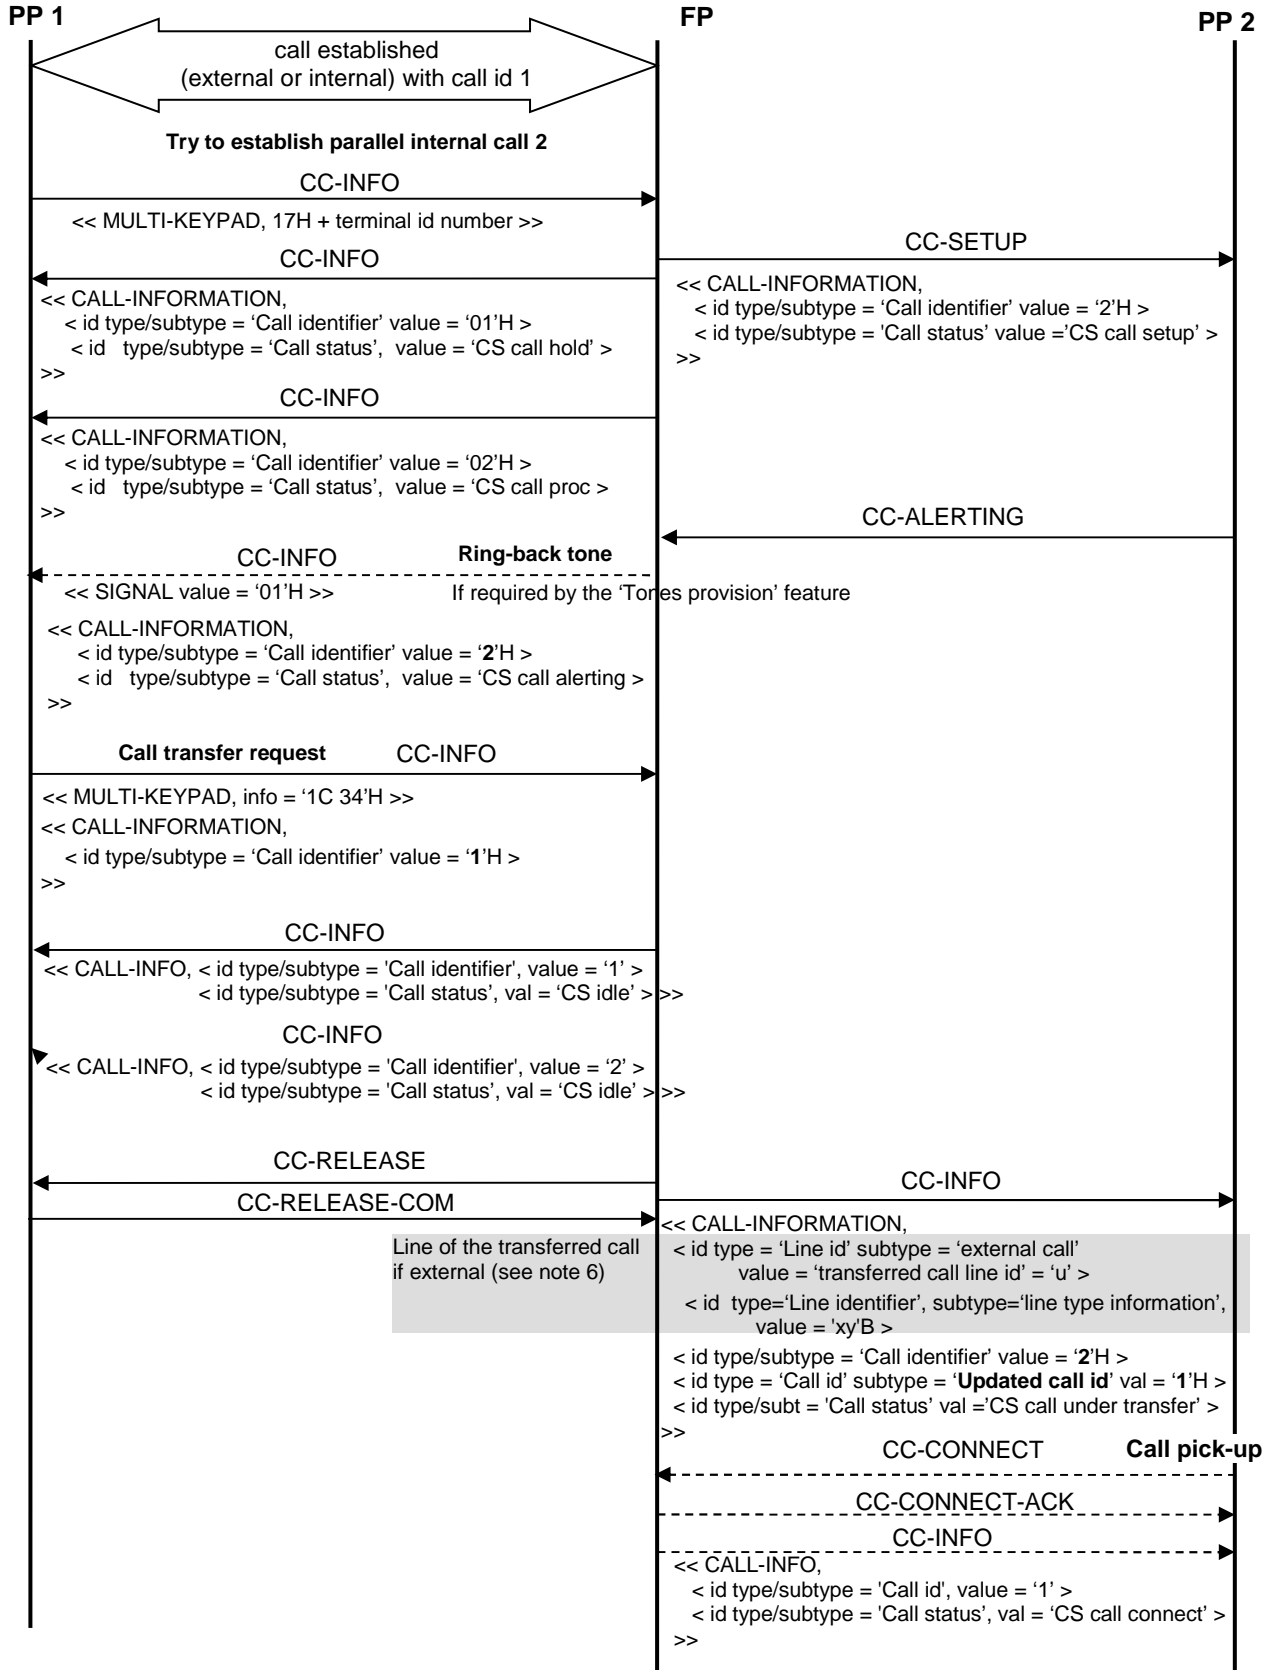 PP 1
FP
PP 2
call established
(external or internal) with call id 1
Try to establish parallel internal call 2
CC-INFO
<< MULTI-KEYPAD, 17H + terminal id number >>
CC-SETUP
CC-INFO
<< CALL-INFORMATION,
< id type/subtype = ‘Call identifier’ value = ‘2’H >
< id type/subtype = 'Call status' value =’CS call setup’ >
>>
<< CALL-INFORMATION,
< id type/subtype = ‘Call identifier’ value = ‘01’H >
< id type/subtype = ‘Call status’, value = ‘CS call hold’ >
>>
CC-INFO
<< CALL-INFORMATION,
< id type/subtype = ‘Call identifier’ value = ‘02’H >
< id type/subtype = ‘Call status’, value = ‘CS call proc >
>>
CC-ALERTING
CC-INFO Ring-back tone
<< SIGNAL value = ‘01’H >> If required by the ‘Tones provision’ feature
<< CALL-INFORMATION,
< id type/subtype = ‘Call identifier’ value = ‘2’H >
< id type/subtype = ‘Call status’, value = ‘CS call alerting >
>>
Call transfer request CC-INFO
<< MULTI-KEYPAD, info = ‘1C 34’H >>
<< CALL-INFORMATION,
< id type/subtype = ‘Call identifier’ value = ‘1’H >
>>
CC-INFO
<< CALL-INFO, < id type/subtype = 'Call identifier', value = ‘1’ >
< id type/subtype = 'Call status', val = ‘CS idle’ > >>
CC-INFO
<< CALL-INFO, < id type/subtype = 'Call identifier', value = ‘2’ >
< id type/subtype = 'Call status', val = ‘CS idle’ > >>
CC-RELEASE
CC-INFO
CC-RELEASE-COM
<< CALL-INFORMATION,
Line of the transferred call
if external (see note 6)
< id type = ‘Line id’ subtype = ‘external call’
value = ‘transferred call line id’ = ‘u’ >
< id type=‘Line identifier’, subtype=‘line type information’,
value = 'xy'B >
< id type/subtype = ‘Call identifier’ value = ‘2’H >
< id type = ‘Call id’ subtype = ‘Updated call id’ val = ‘1’H >
< id type/subt = 'Call status’ val =’CS call under transfer’ >
>>
CC-CONNECT Call pick-up
CC-CONNECT-ACK
CC-INFO
<< CALL-INFO,
< id type/subtype = 'Call id', value = ‘1’ >
< id type/subtype = 'Call status', val = ‘CS call connect’ >
>>